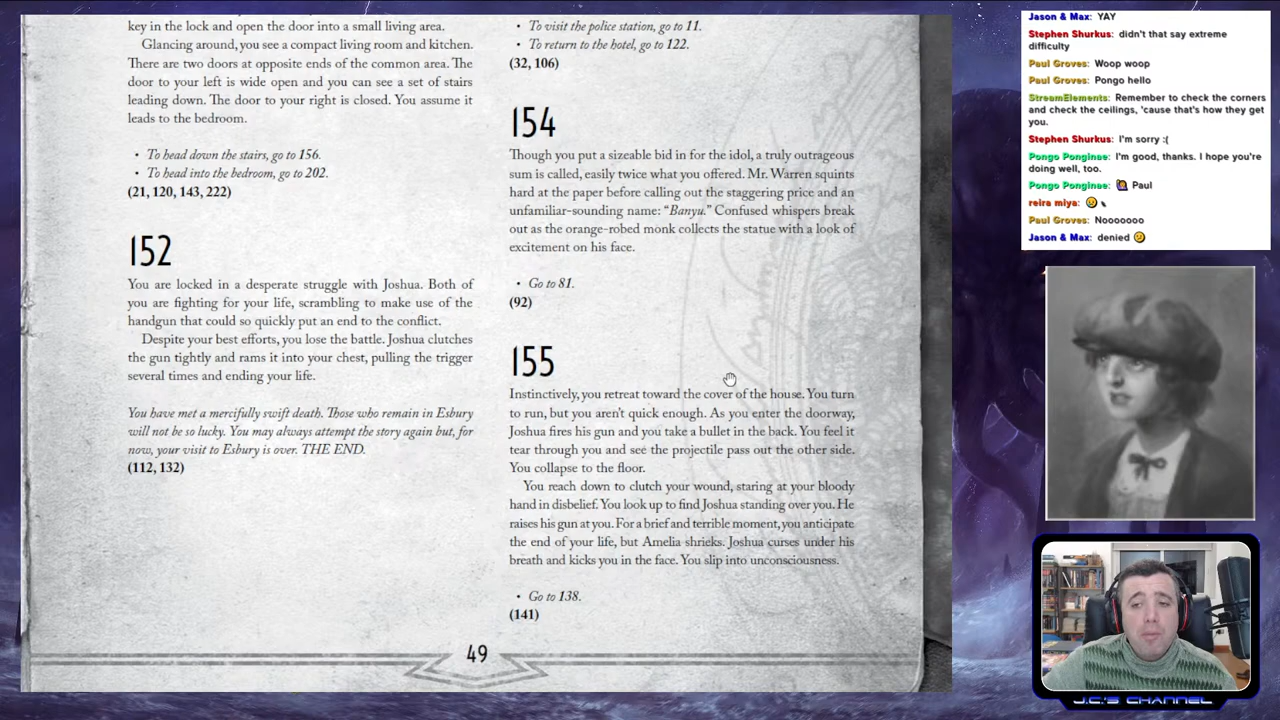 key in the lock and open the door into a small living area.
Glancing around, you see a compact living room and kitchen.
There are two doors at opposite ends of the common area. The
door to your left is wide open and you can see a set of stairs
leading down. The door to your right is closed. You assume it
leads to the bedroom.
• To head down the stairs, go to 156.
• To head into the bedroom, go to 202.
(21, 120, 143, 222)
152
You are locked in a desperate struggle with Joshua. Both of
you are fighting for your life, scrambling to make use of the
handgun that could so quickly put an end to the conflict.
Despite your best efforts, you lose the battle. Joshua clutches
the gun tightly and rams it into your chest, pulling the trigger
several times and ending your life.
You have met a mercifully swift death. Those who remain in Esbury
will not be so lucky. You may always attempt the story again but, for
now, your visit to Esbury is over. THE END.
(112, 132)
• To visit the police station, go to 11.
• To return to the hotel, go to 122.
(32, 106)
154
Though you put a sizeable bid in for the idol, a truly outrageous
sum is called, easily twice what you offered. Mr. Warren squints
hard at the paper before calling out the staggering price and an
unfamiliar-sounding name: “Banyu.” Confused whispers break
out as the orange-robed monk collects the statue with a look of
excitement on his face.
• Go to 81.
(92)
155
Instinctively, you retreat toward the cover of the house. You turn
to run, but you aren't quick enough. As you enter the doorway,
Joshua fires his gun and you take a bullet in the back. You feel it
tear through you and see the projectile pass out the other side.
You collapse to the floor.
You reach down to clutch your wound, staring at your bloody
hand in disbelief. You look up to find Joshua standing over you. He
raises his gun at you. For a brief and terrible moment, you anticipate
the end of your life, but Amelia shrieks. Joshua curses under his
breath and kicks you in the face. You slip into unconsciousness.
• Go to 138.
(141)
49
Jason & Max: YAY
Stephen Shurkus: didn't that say extreme
difficulty
Paul Groves: Woop woop
Paul Groves: Pongo hello
StreamElements: Remember to check the corners
and check the ceilings, 'cause that's how they get
you.
Stephen Shurkus: I'm sorry :(
Pongo Ponginae: I'm good, thanks. I hope you're
doing well, too.
Pongo Ponginae: Paul
reira miya:
Paul Groves: Nooooooo
Jason & Max: denied
J.C.'S CHANNEL